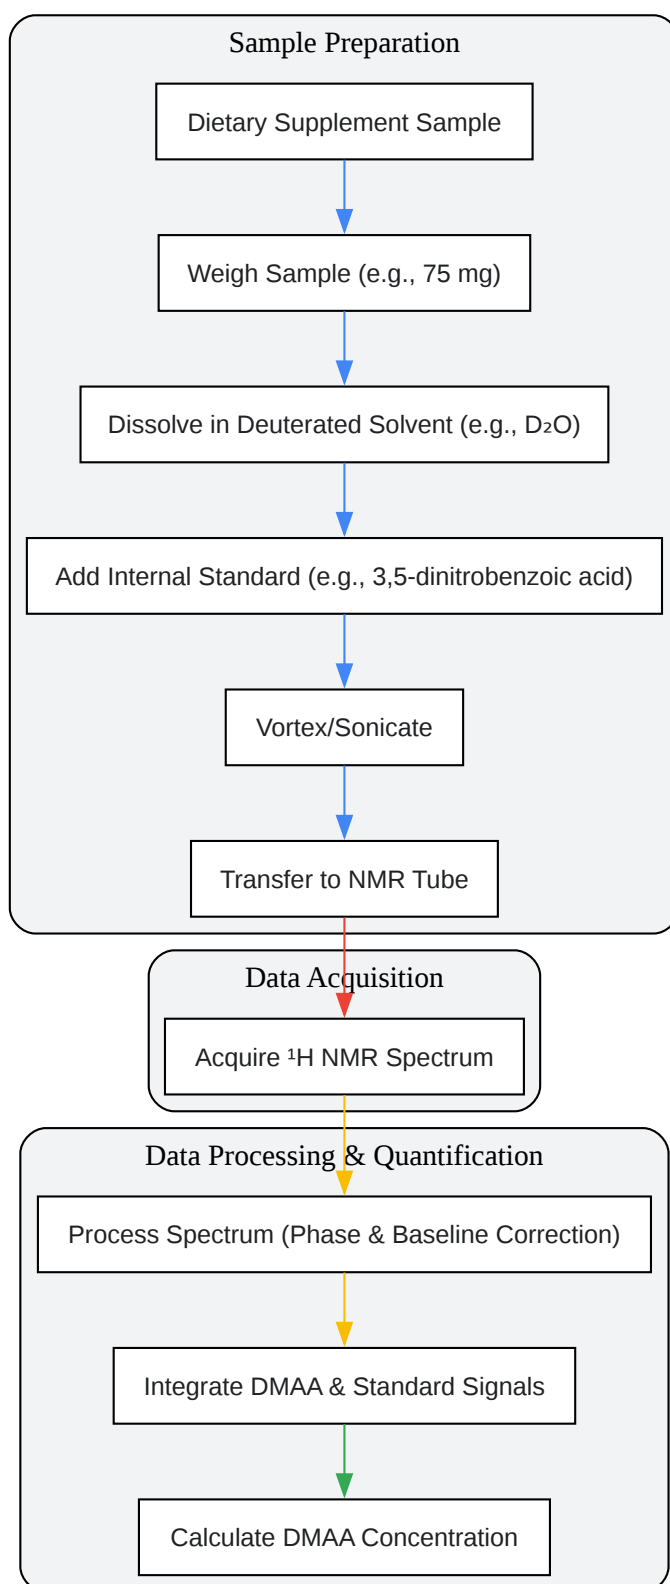 Sample Preparation
Dietary Supplement Sample
Weigh Sample (e.g., 75 mg)
Dissolve in Deuterated Solvent (e.g., D₂O)
Add Internal Standard (e.g., 3,5-dinitrobenzoic acid)
Vortex/Sonicate
Transfer to NMR Tube
Data Acquisition
Acquire ¹H NMR Spectrum
Data Processing & Quantification
Process Spectrum (Phase & Baseline Correction)
Integrate DMAA & Standard Signals
Calculate DMAA Concentration